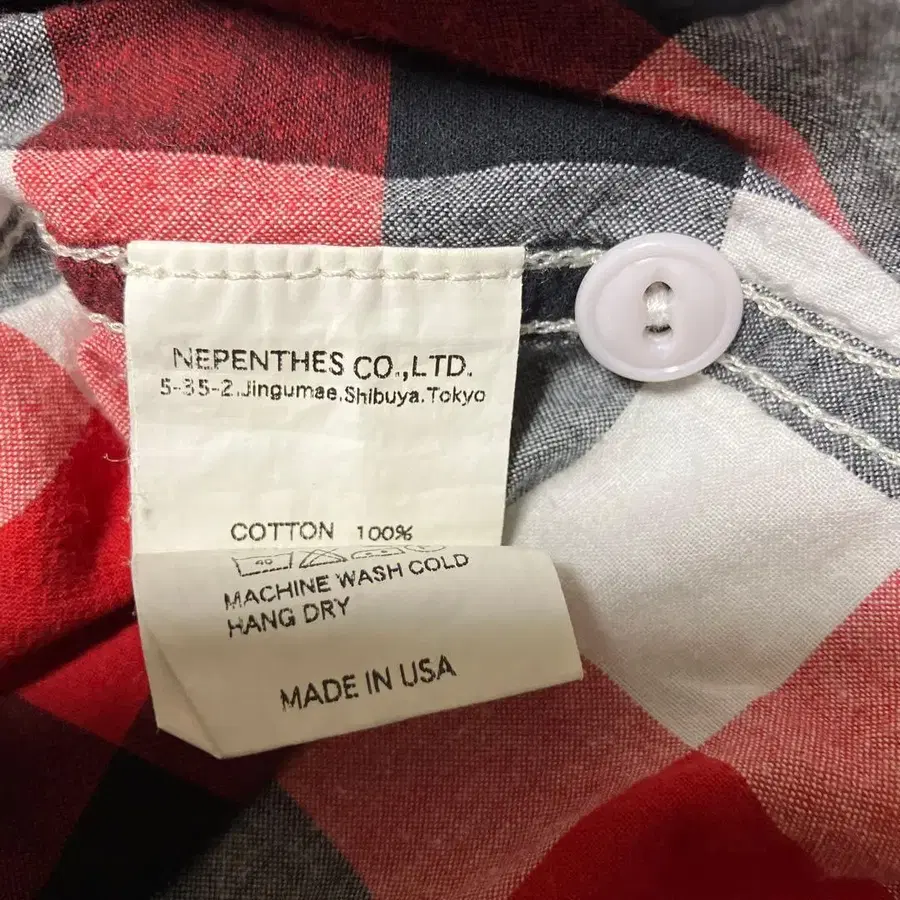 NEPENTHES CO.,LTD.
5-35-2.Jingumae.Shibuya.Tokyo
COTTON 100%
40
MACHINE WASH COLD
HANG DRY
MADE IN USA